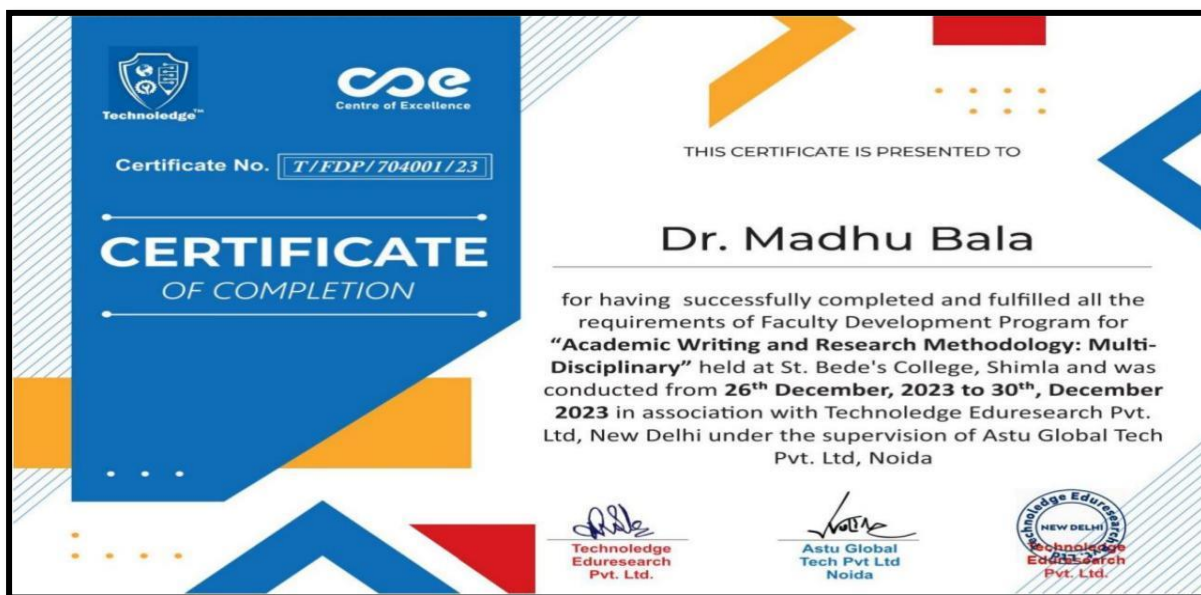 Technoledge™
coe
Centre of Excellence
Certificate No. T/FDP/704001/23
CERTIFICATE
OF COMPLETION
THIS CERTIFICATE IS PRESENTED TO
Dr. Madhu Bala
for having successfully completed and fulfilled all the
requirements of Faculty Development Program for
“Academic Writing and Research Methodology: Multi-
Disciplinary” held at St. Bede's College, Shimla and was
conducted from 26th December, 2023 to 30th, December
2023 in association with Technoledge Eduresearch Pvt.
Ltd, New Delhi under the supervision of Astu Global Tech
Pvt. Ltd, Noida
Technoledge
Eduresearch
Pvt. Ltd.
Astu Global
Tech Pvt Ltd
Noida
Technoledge Eduresearch
NEW DELHI
Technoledge
Eduresearch
Pvt. Ltd.